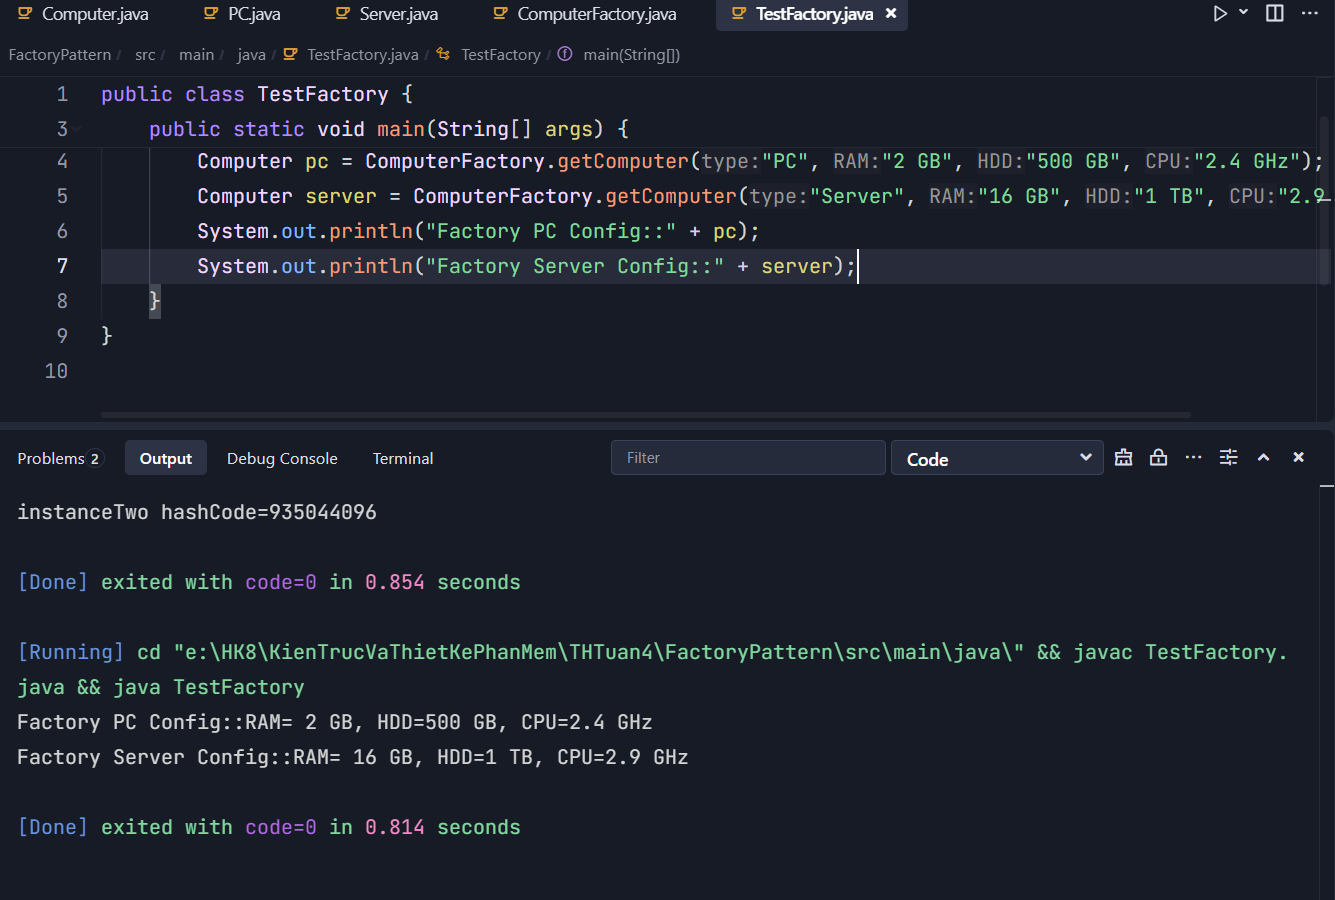 Computer.java PC.java Server.java ComputerFactory.java TestFactory.java
FactoryPattern / src / main / java / TestFactory.java / TestFactory / main(String[])
1 public class TestFactory {
3 public static void main(String[] args) {
4 Computer pc = ComputerFactory.getComputer(type:"PC", RAM:"2 GB", HDD:"500 GB", CPU:"2.4 GHz");
5 Computer server = ComputerFactory.getComputer(type:"Server", RAM:"16 GB", HDD:"1 TB", CPU:"2.9
6 System.out.println("Factory PC Config::" + pc);
7 System.out.println("Factory Server Config::" + server);
8 }
9 }
10
Problems 2 Output Debug Console Terminal Filter Code
instanceTwo hashCode=935044096
[Done] exited with code=0 in 0.854 seconds
[Running] cd "e:\HK8\KienTrucVaThietKePhanMem\THTuan4\FactoryPattern\src\main\java\" && javac TestFactory.
java && java TestFactory
Factory PC Config::RAM= 2 GB, HDD=500 GB, CPU=2.4 GHz
Factory Server Config::RAM= 16 GB, HDD=1 TB, CPU=2.9 GHz
[Done] exited with code=0 in 0.814 seconds